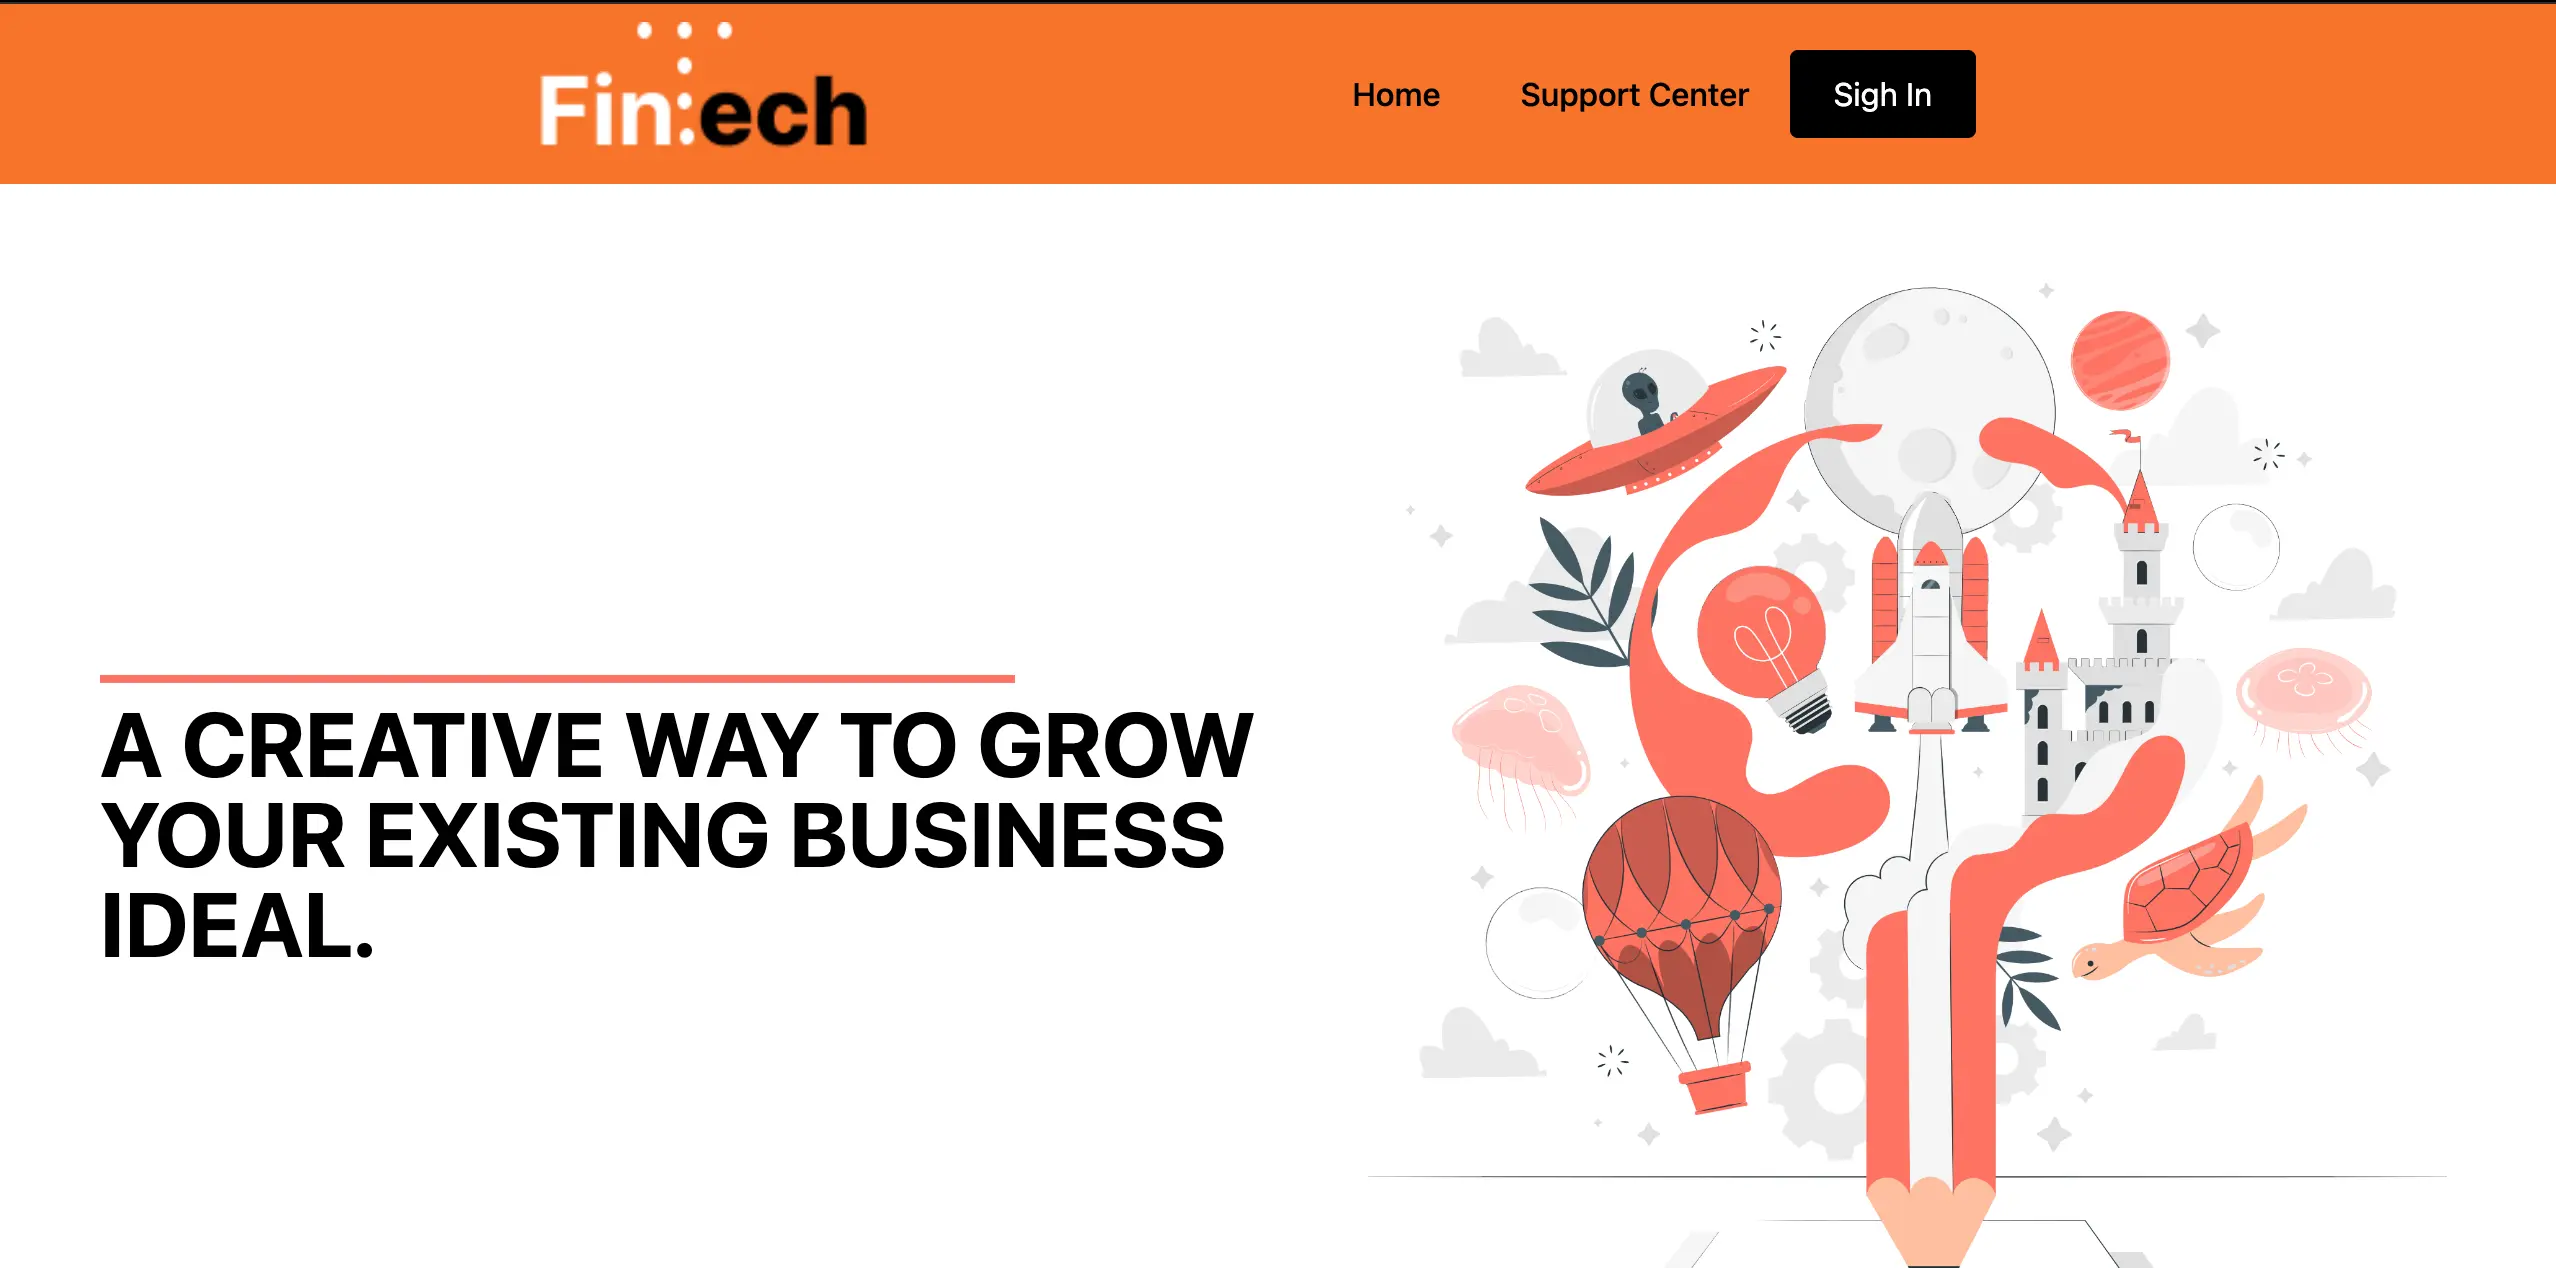 Fintech
Home
Support Center
Sigh In
A CREATIVE WAY TO GROW
YOUR EXISTING BUSINESS
IDEAL.